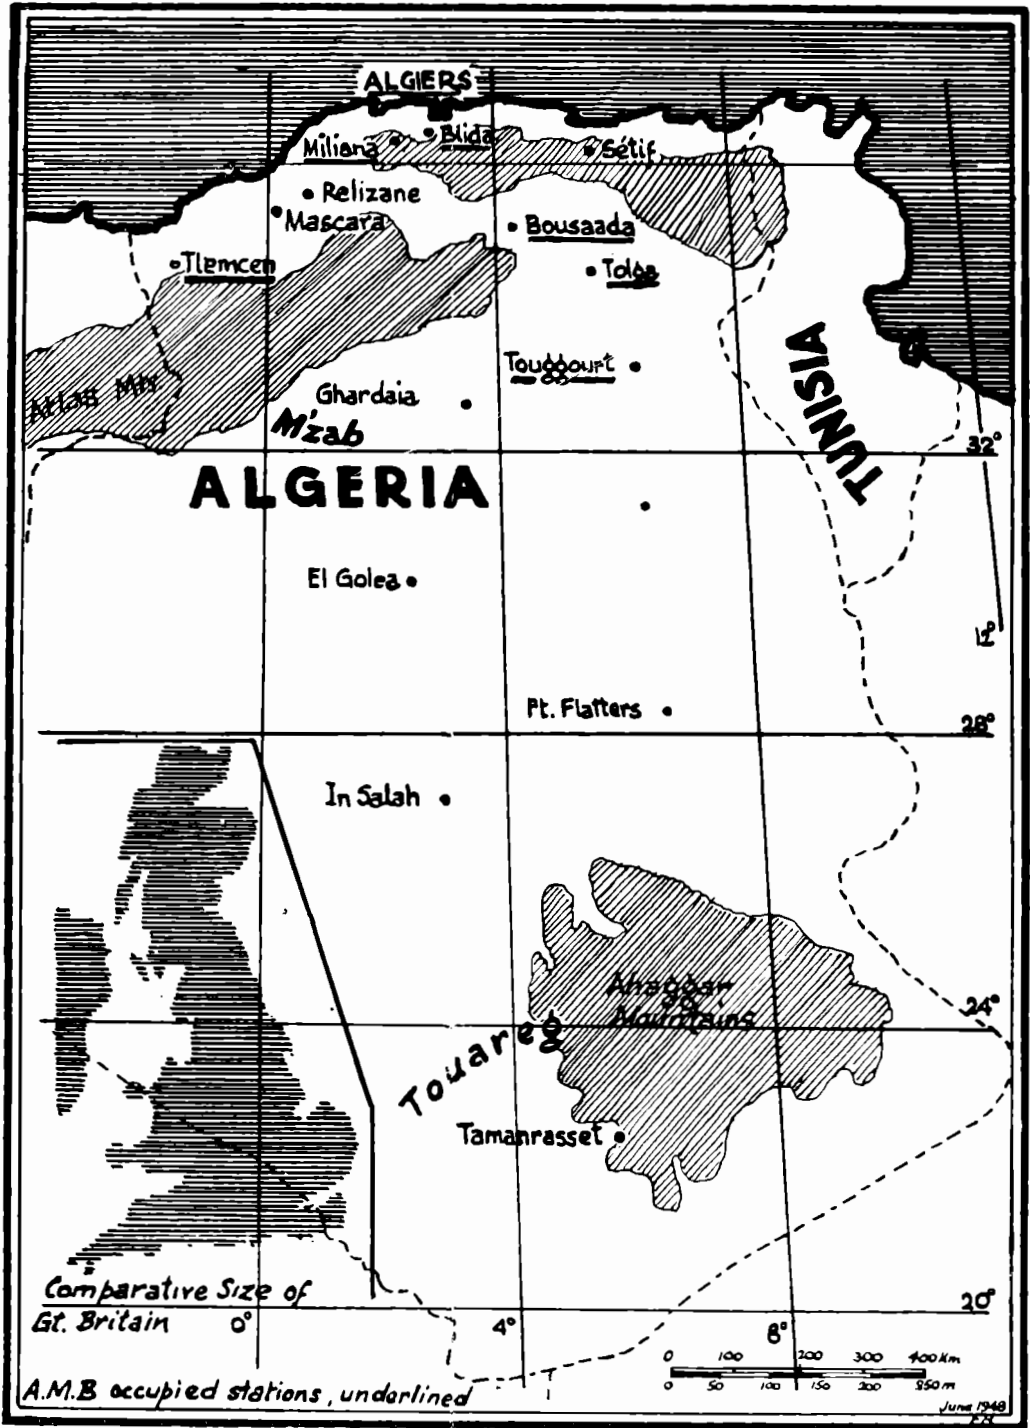 ALGIERS
Blida
Miliana
Sétif
Relizane
Mascara
Bousaada
Tlemcen
Tolga
Touggourt
TUNISIA
Atlas Mts
Ghardaia
M'zab
32°
ALGERIA
El Golea
12°
Ft. Flatters
28°
In Salah
Ahaggar
Mountains
24°
Touareg
Tamanrasset
Comparative Size of
Gt. Britain
0°
4°
8°
20°
0 100 200 300 400 Km
0 50 100 150 200 250 m
A.M.B occupied stations, underlined
June 1948